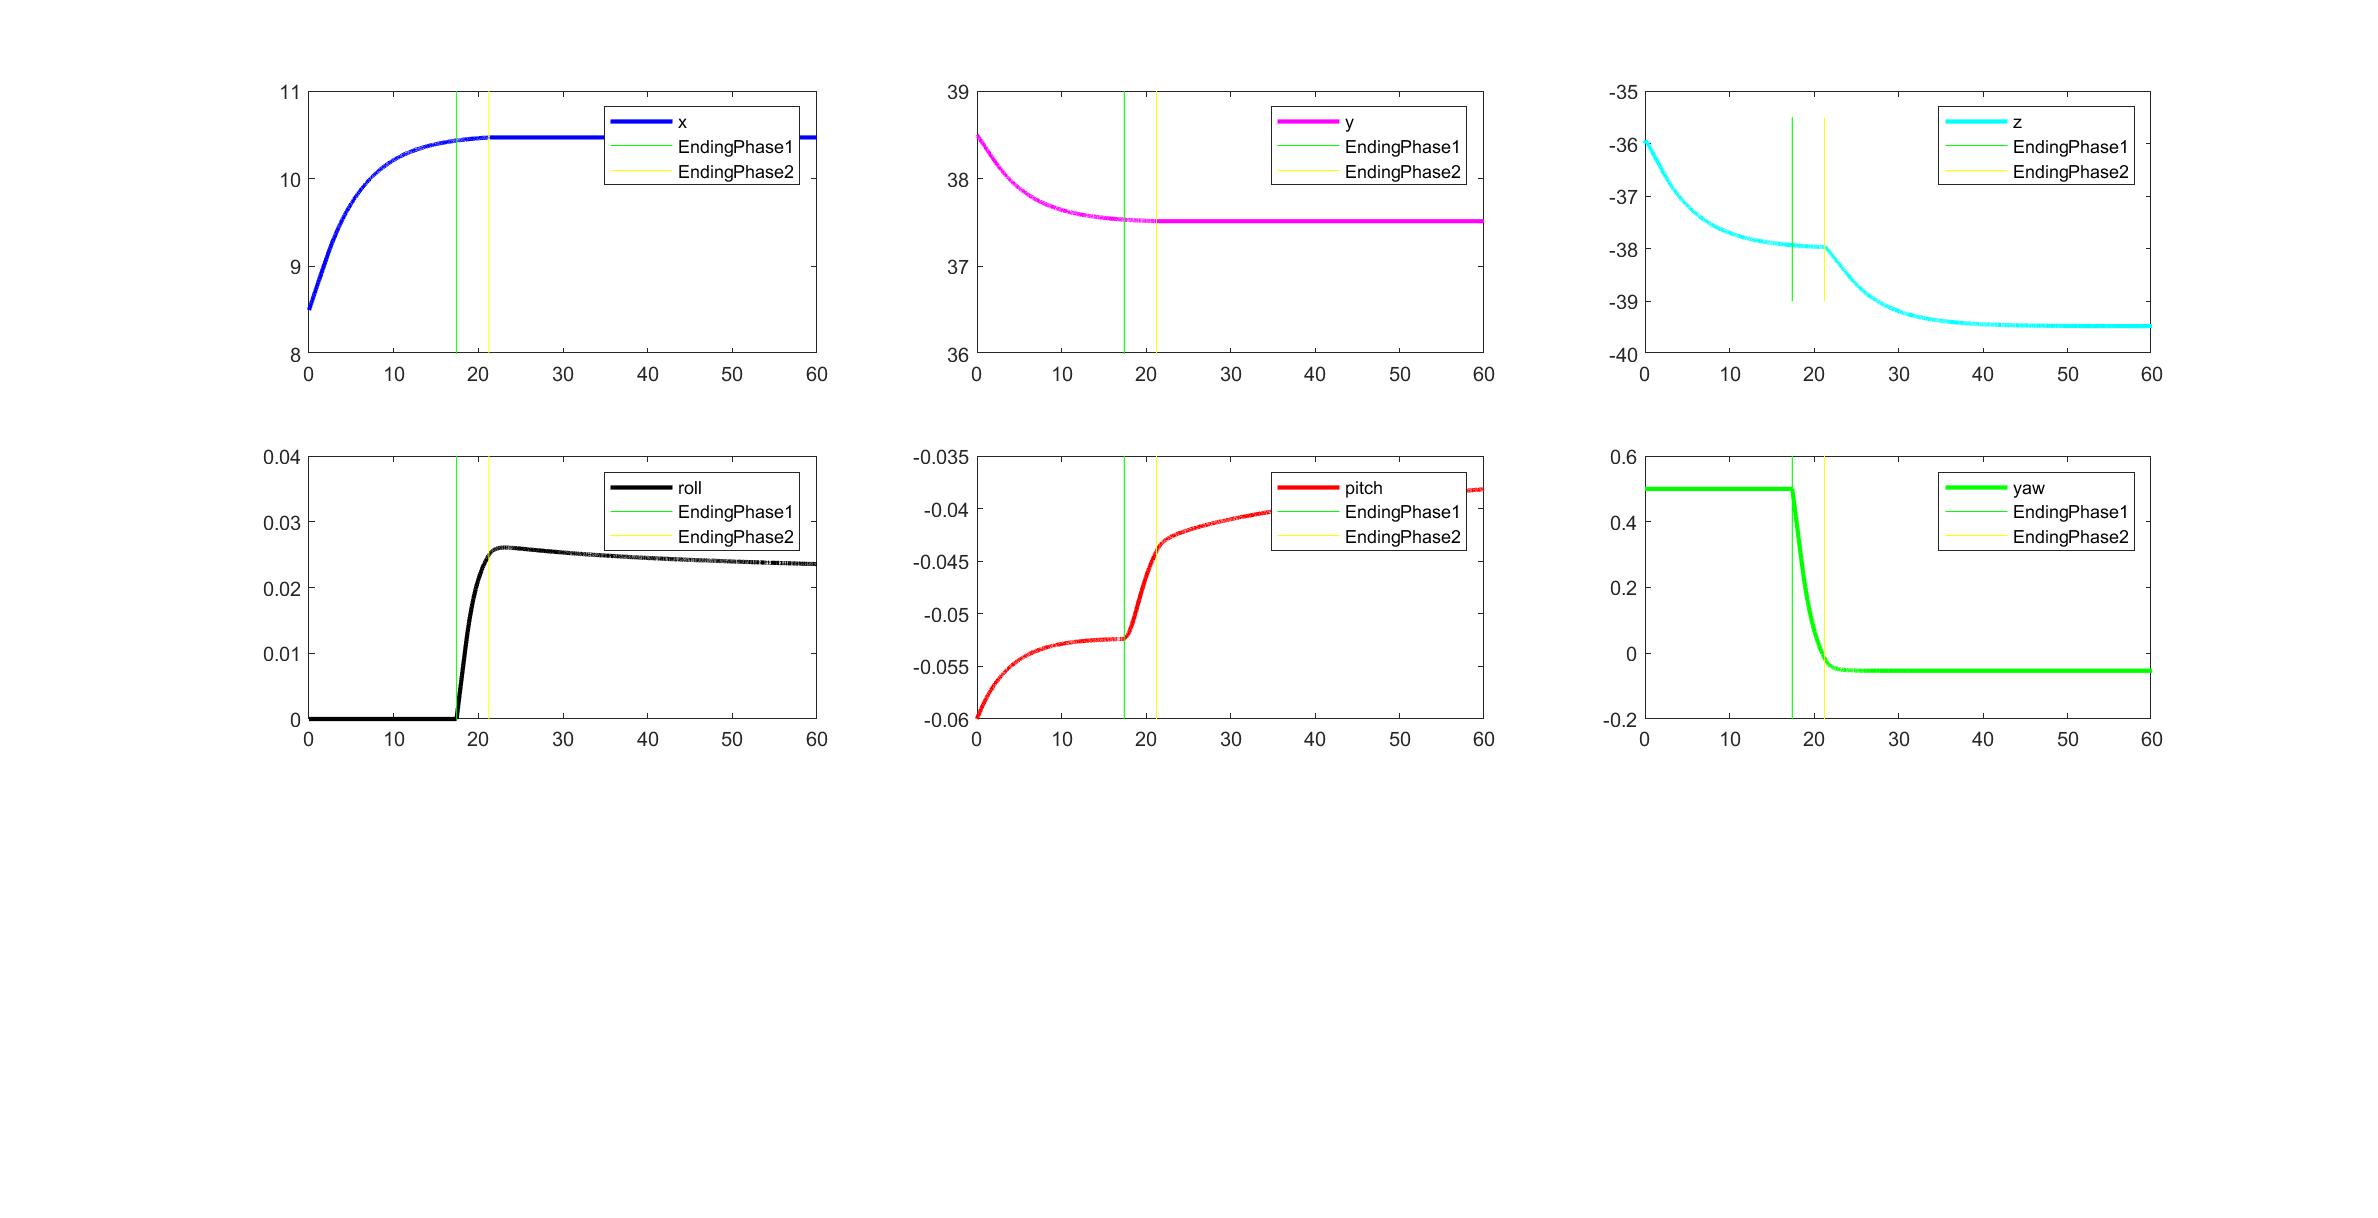 11
10
9
8
0 10 20 30 40 50 60
x
EndingPhase1
EndingPhase2
39
38
37
36
0 10 20 30 40 50 60
y
EndingPhase1
EndingPhase2
-35
-36
-37
-38
-39
-40
0 10 20 30 40 50 60
z
EndingPhase1
EndingPhase2
0.04
0.03
0.02
0.01
0
0 10 20 30 40 50 60
roll
EndingPhase1
EndingPhase2
-0.035
-0.04
-0.045
-0.05
-0.055
-0.06
0 10 20 30 40 50 60
pitch
EndingPhase1
EndingPhase2
0.6
0.4
0.2
0
-0.2
0 10 20 30 40 50 60
yaw
EndingPhase1
EndingPhase2